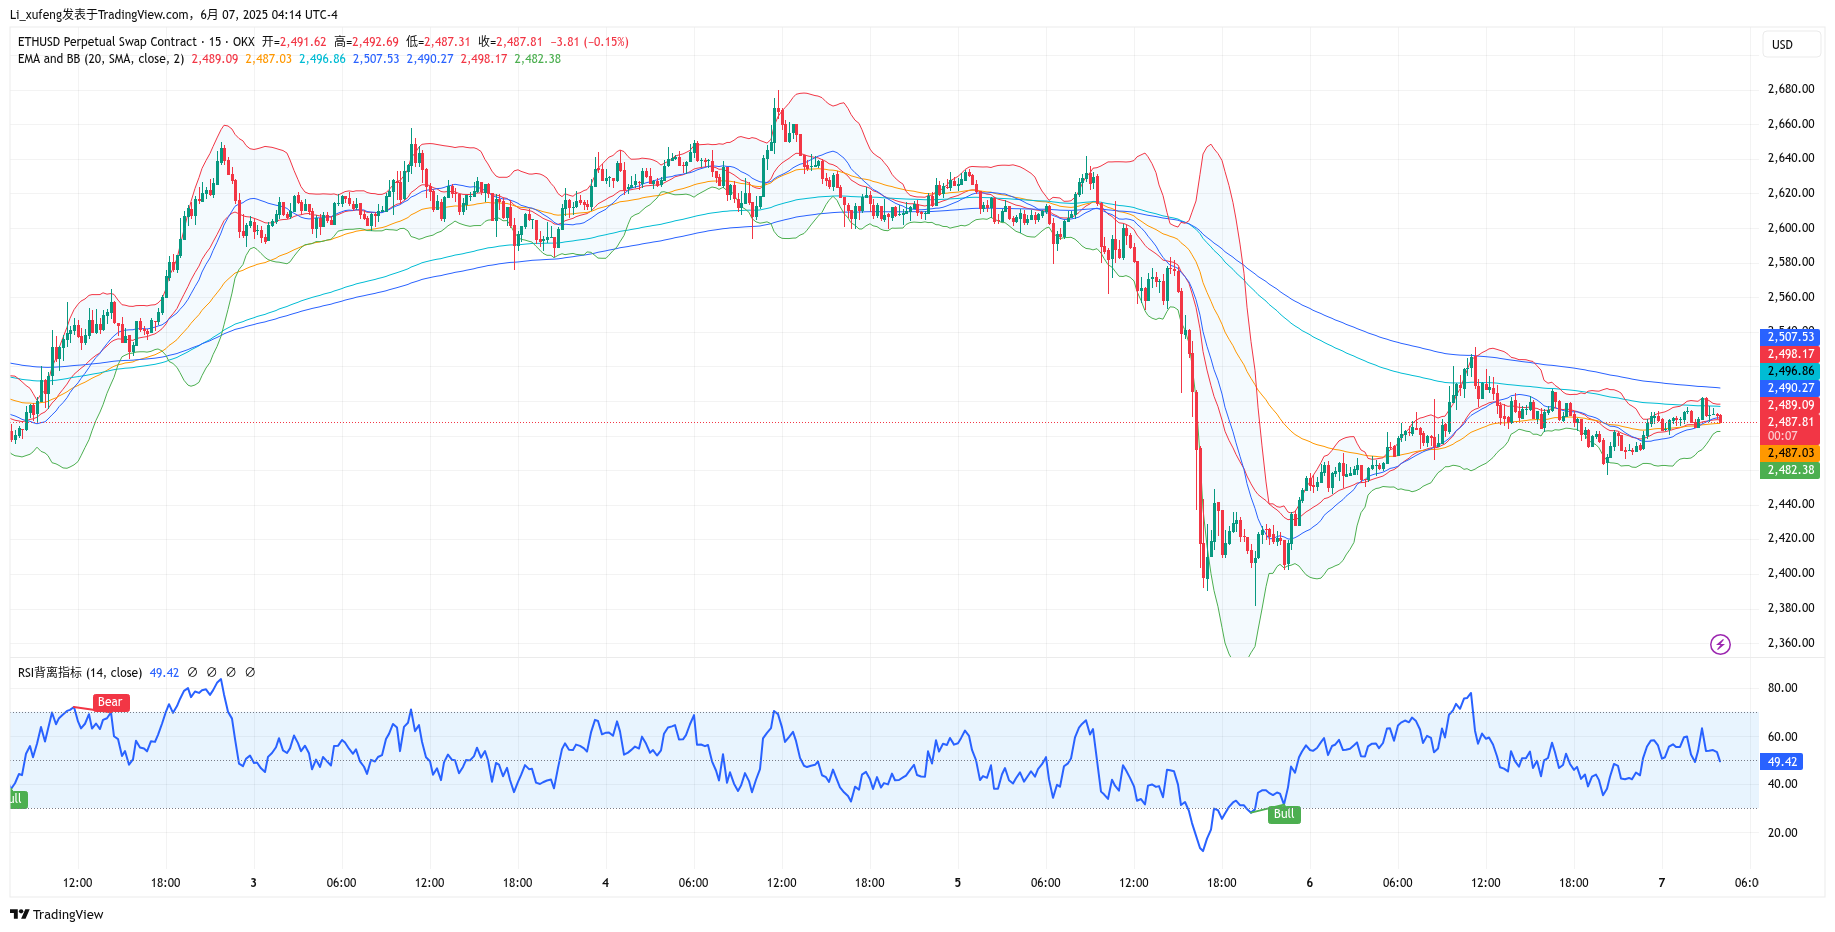 Li_xufeng发表于TradingView.com，6月 07, 2025 04:14 UTC-4
ETHUSD Perpetual Swap Contract · 15 · OKX 开=2,491.62 高=2,492.69 低=2,487.31 收=2,487.81 −3.81 (−0.15%)
EMA and BB (20, SMA, close, 2) 2,489.09 2,487.03 2,496.86 2,507.53 2,490.27 2,498.17 2,482.38
USD
2,680.00
2,660.00
2,640.00
2,620.00
2,600.00
2,580.00
2,560.00
2,540.00
2,507.53
2,498.17
2,496.86
2,490.27
2,489.09
2,487.81
00:07
2,487.03
2,482.38
2,440.00
2,420.00
2,400.00
2,380.00
2,360.00
RSI背离指标 (14, close) 49.42 ∅ ∅ ∅ ∅
Bear
ull
Bull
80.00
60.00
49.42
40.00
20.00
12:00 18:00 3 06:00 12:00 18:00 4 06:00 12:00 18:00 5 06:00 12:00 18:00 6 06:00 12:00 18:00 7 06:0
TradingView